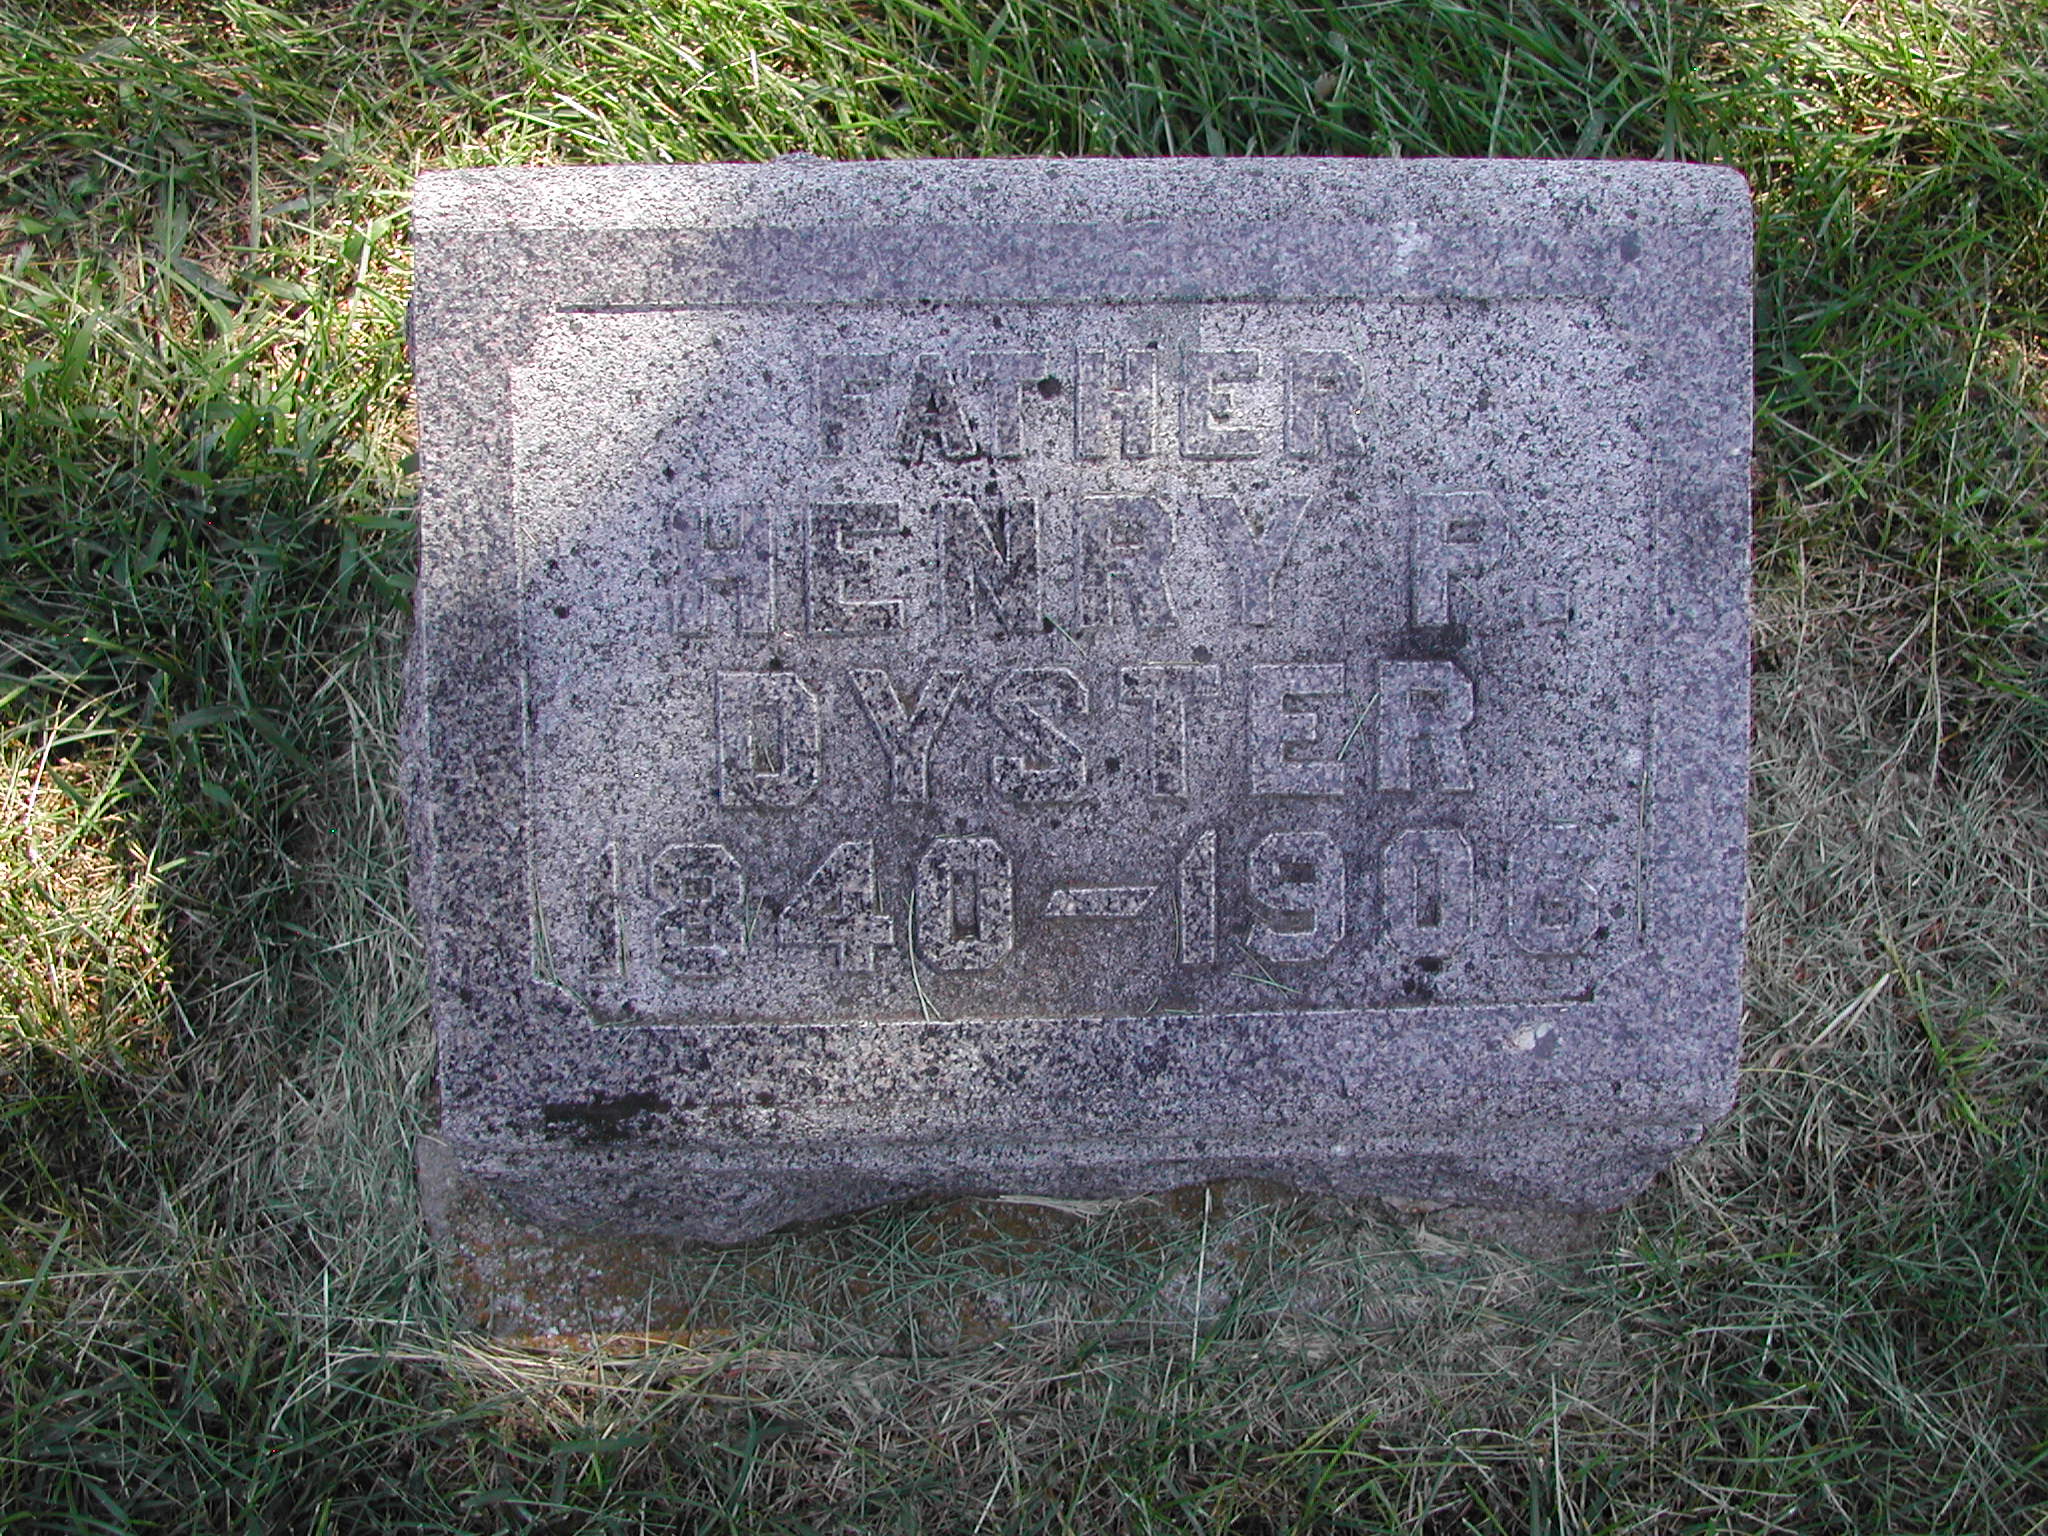 FATHER
HENRY P.
DYSTER
1840-1906